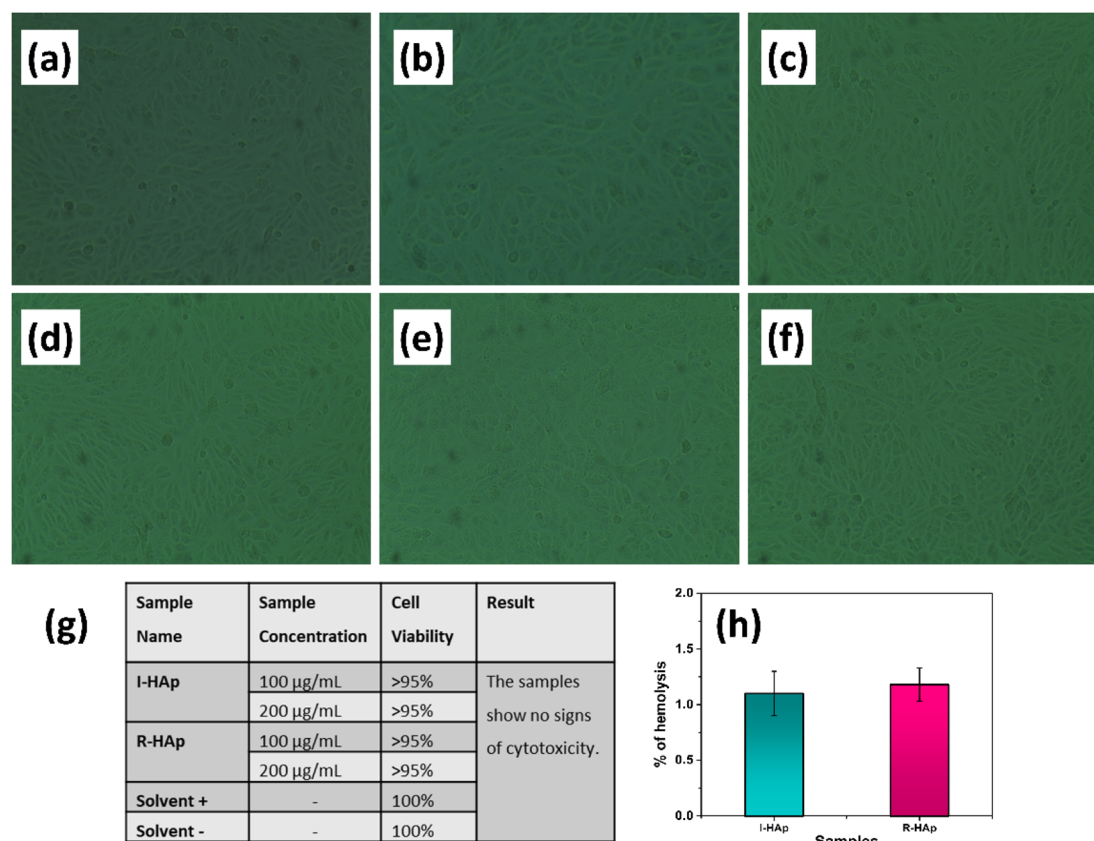 (a)
(b)
(c)
(d)
(e)
(f)
(g)
Sample Name
Sample Concentration
Cell Viability
Result
I-HAp
100 µg/mL
>95%
The samples show no signs of cytotoxicity.
200 µg/mL
>95%
R-HAp
100 µg/mL
>95%
200 µg/mL
>95%
Solvent +
-
100%
Solvent -
-
100%
(h)
% of hemolysis
2.0
1.5
1.0
0.5
0.0
I-HAp
R-HAp
Samples